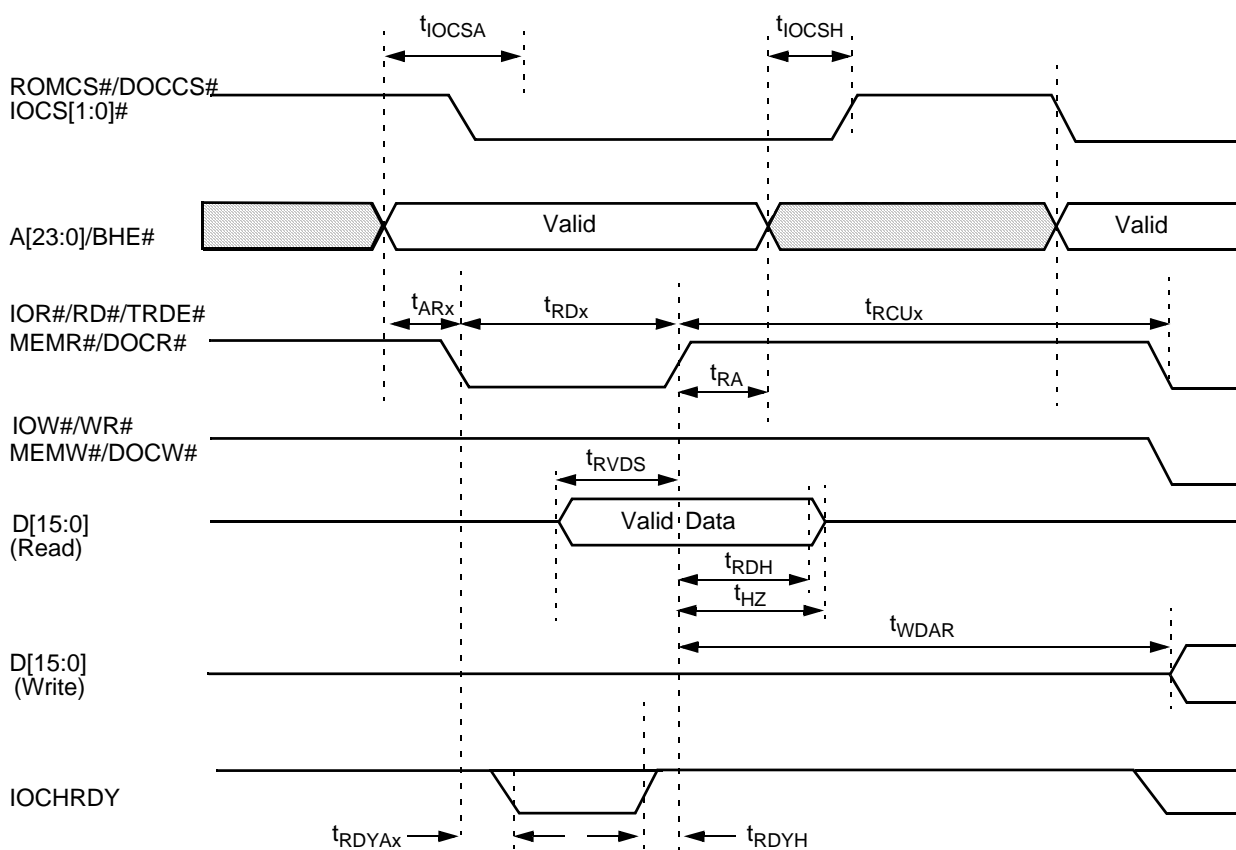 tIOCSA
tIOCSH
ROMCS#/DOCCS#
IOCS[1:0]#
A[23:0]/BHE#
Valid
Valid
IOR#/RD#/TRDE#
MEMR#/DOCR#
tARx
tRDx
tRCUx
tRA
IOW#/WR#
MEMW#/DOCW#
tRVDS
D[15:0]
(Read)
Valid Data
tRDH
tHZ
tWDAR
D[15:0]
(Write)
IOCHRDY
tRDYAx
tRDYH